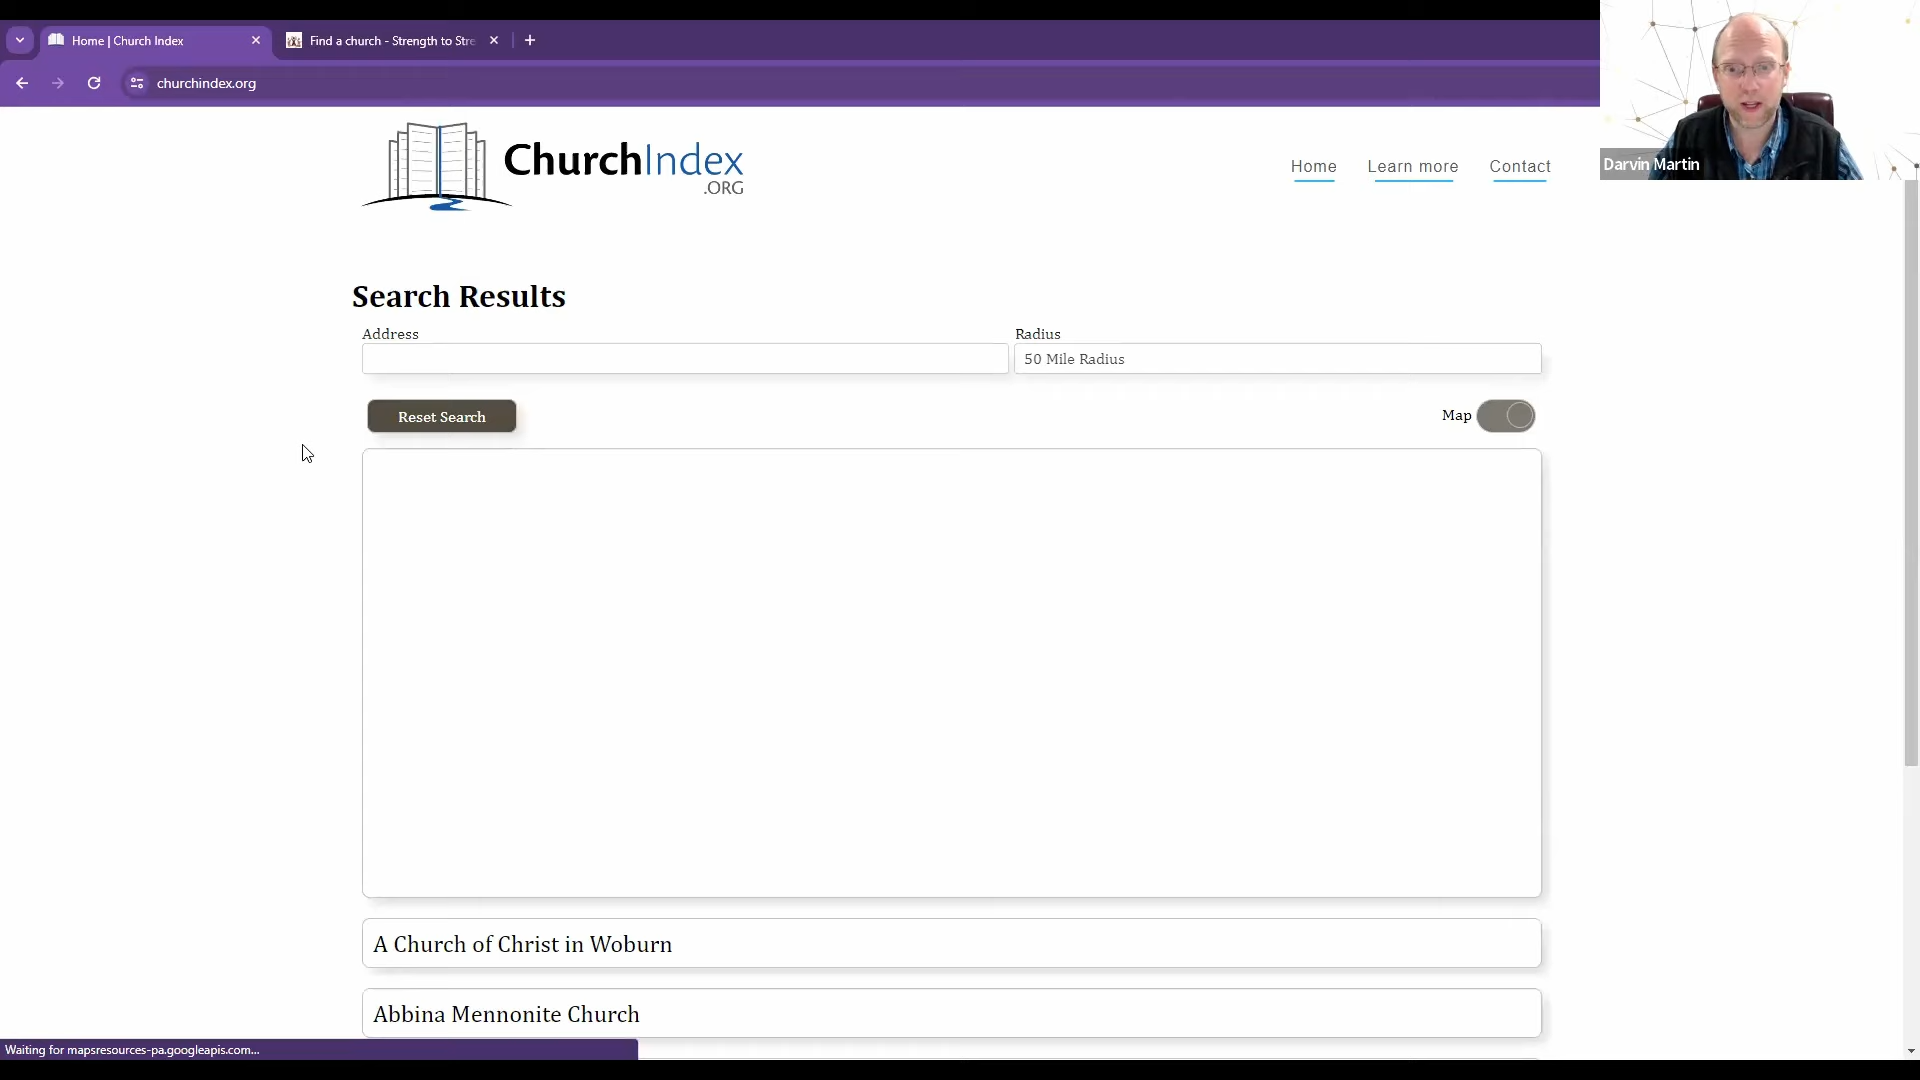 Home | Church Index
Find a church - Strength to Stre
churchindex.org
ChurchIndex
.ORG
Home
Learn more
Contact
Darvin Martin
Search Results
Address
Radius
50 Mile Radius
Reset Search
Map
A Church of Christ in Woburn
Abbina Mennonite Church
Waiting for mapsresources-pa.googleapis.com...